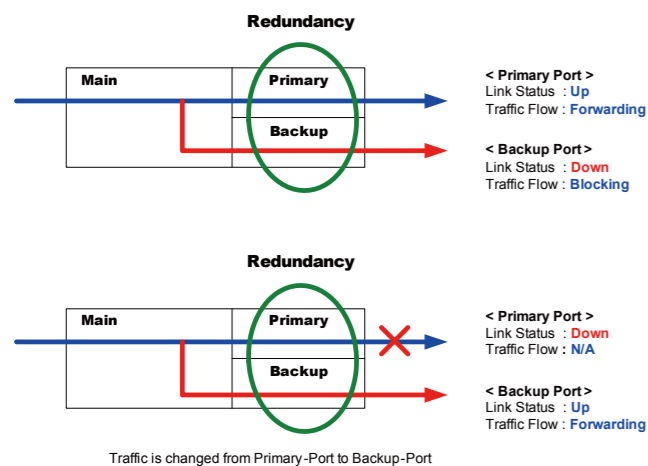 Redundancy
Main
Primary
Backup
< Primary Port >
Link Status : Up
Traffic Flow : Forwarding
< Backup Port >
Link Status : Down
Traffic Flow : Blocking
Redundancy
Main
Primary
Backup
< Primary Port >
Link Status : Down
Traffic Flow : N/A
< Backup Port >
Link Status : Up
Traffic Flow : Forwarding
Traffic is changed from Primary-Port to Backup-Port